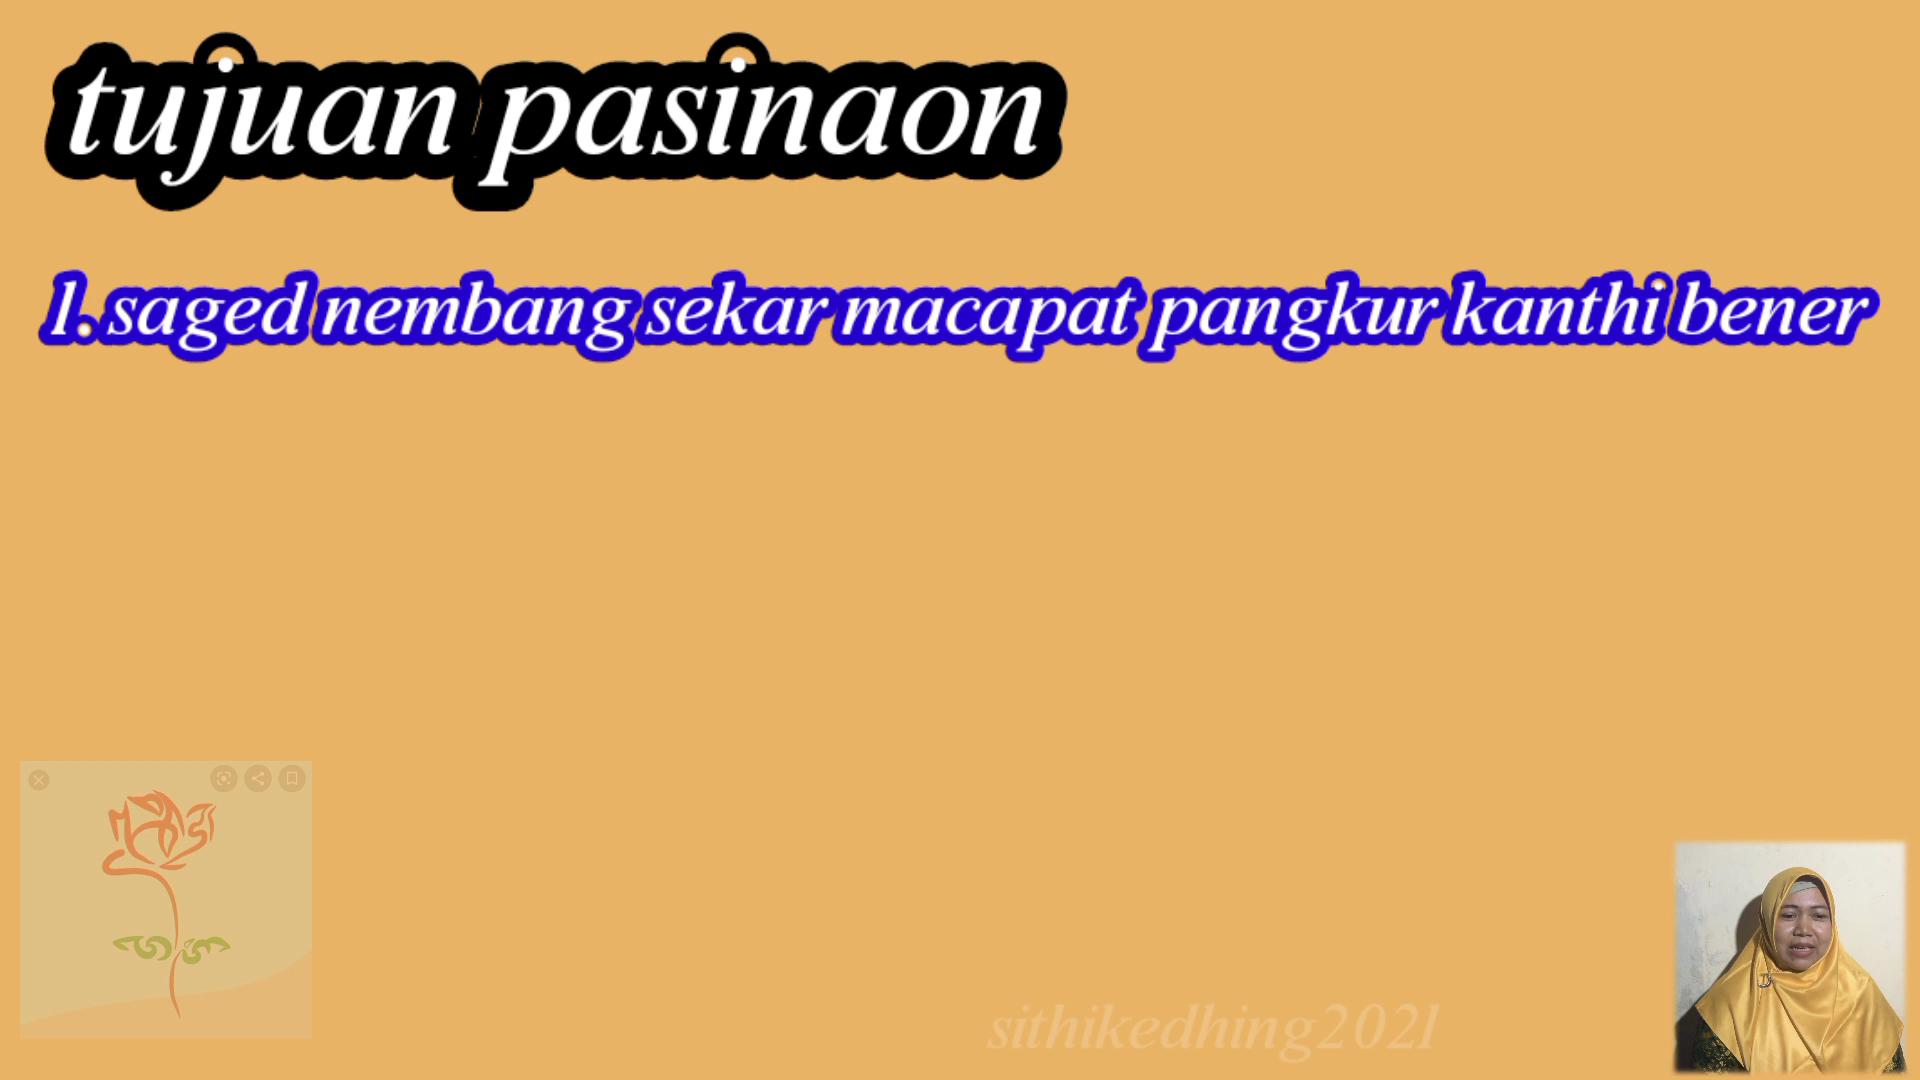 tujuan pasinaon
1. saged nembang sekar macapat pangkur kanthi bener
sithikedhing2021